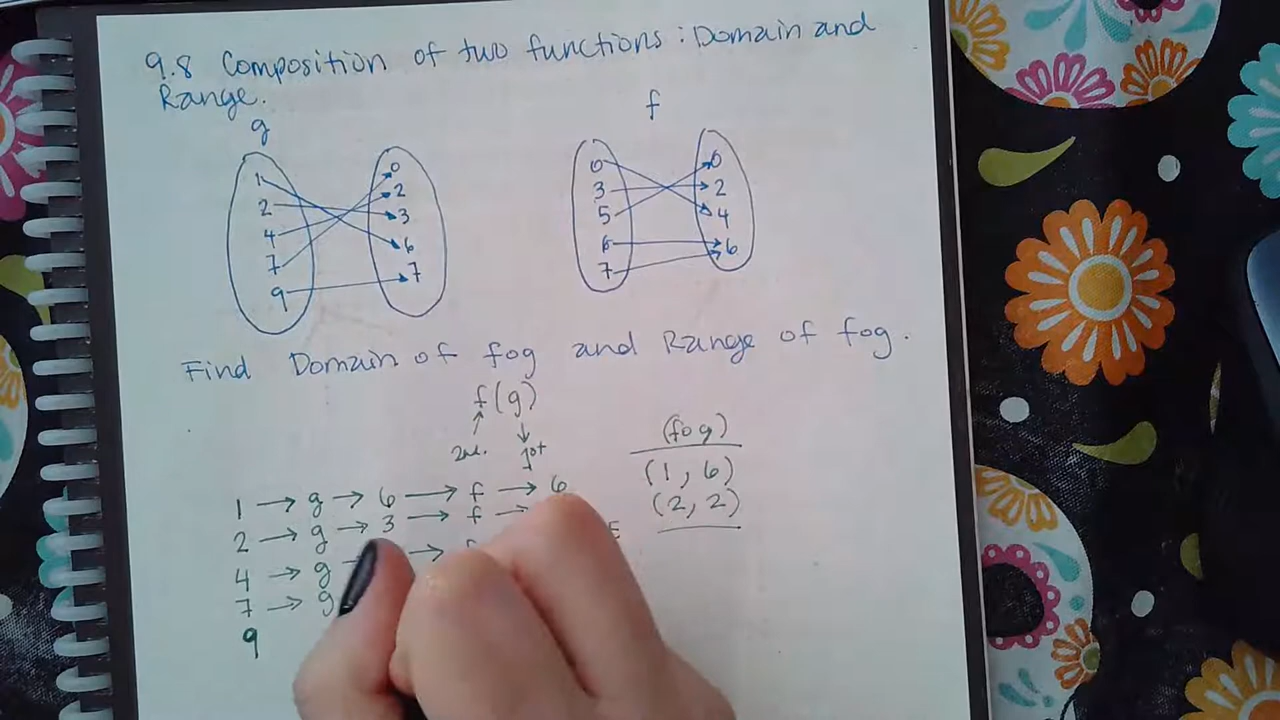 9.8 Composition of two functions : Domain and
Range.
g
f
1
2
4
7
9
0
2
3
6
7
0
3
5
6
7
0
2
4
6
Find Domain of fog and Range of fog.
f(g)
2nd. 1st
(fog)
(1, 6)
(2, 2)
1 → g → 6 → f → 6
2 → g → 3 → f →
4 → g →
7 → g
9